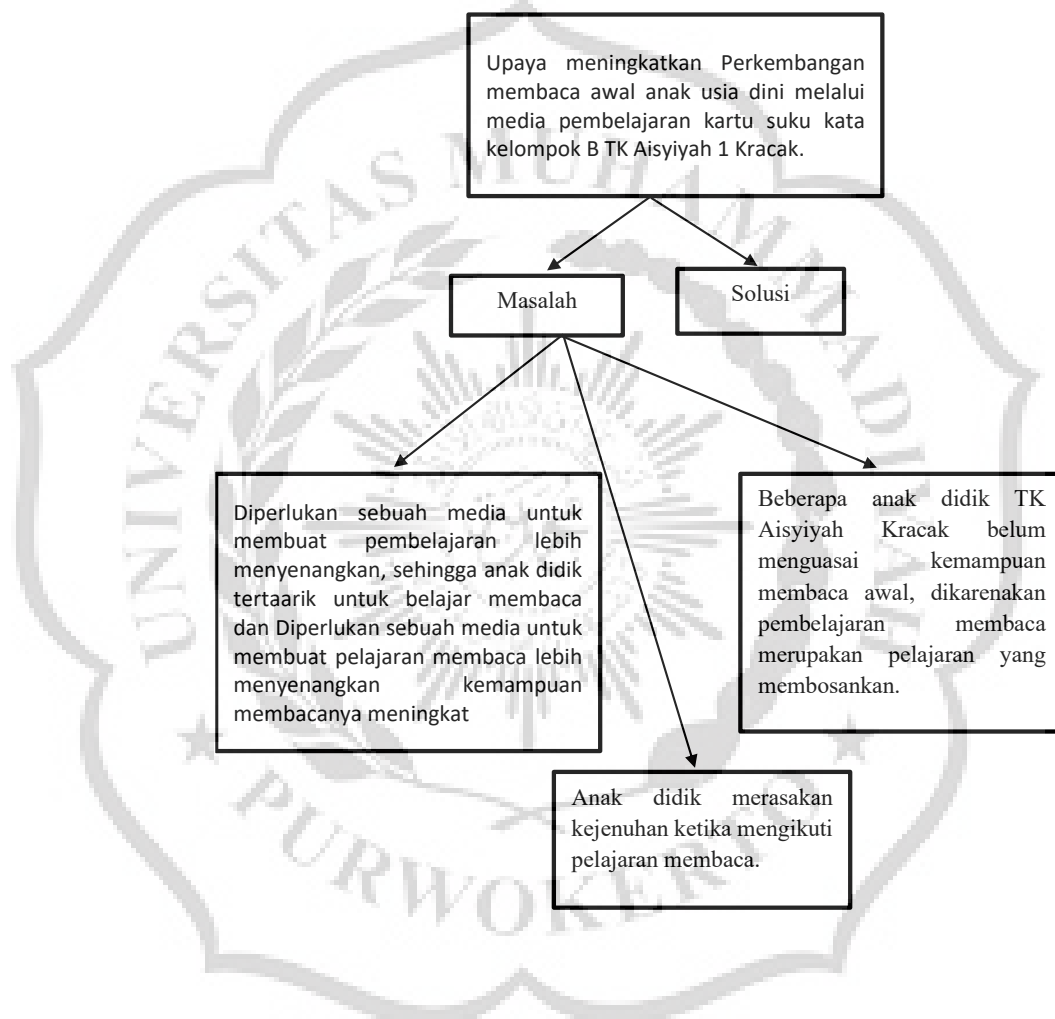 Upaya meningkatkan Perkembangan
membaca awal anak usia dini melalui
media pembelajaran kartu suku kata
kelompok B TK Aisyiyah 1 Kracak.
Masalah
Solusi
Diperlukan sebuah media untuk
membuat pembelajaran lebih
menyenangkan, sehingga anak didik
tertaarik untuk belajar membaca
dan Diperlukan sebuah media untuk
membuat pelajaran membaca lebih
menyenangkan kemampuan
membacanya meningkat
Beberapa anak didik TK
Aisyiyah Kracak belum
menguasai kemampuan
membaca awal, dikarenakan
pembelajaran membaca
merupakan pelajaran yang
membosankan.
Anak didik merasakan
kejenuhan ketika mengikuti
pelajaran membaca.
UNIVERSITAS MUHAMMADIYAH
PURWOKERTO